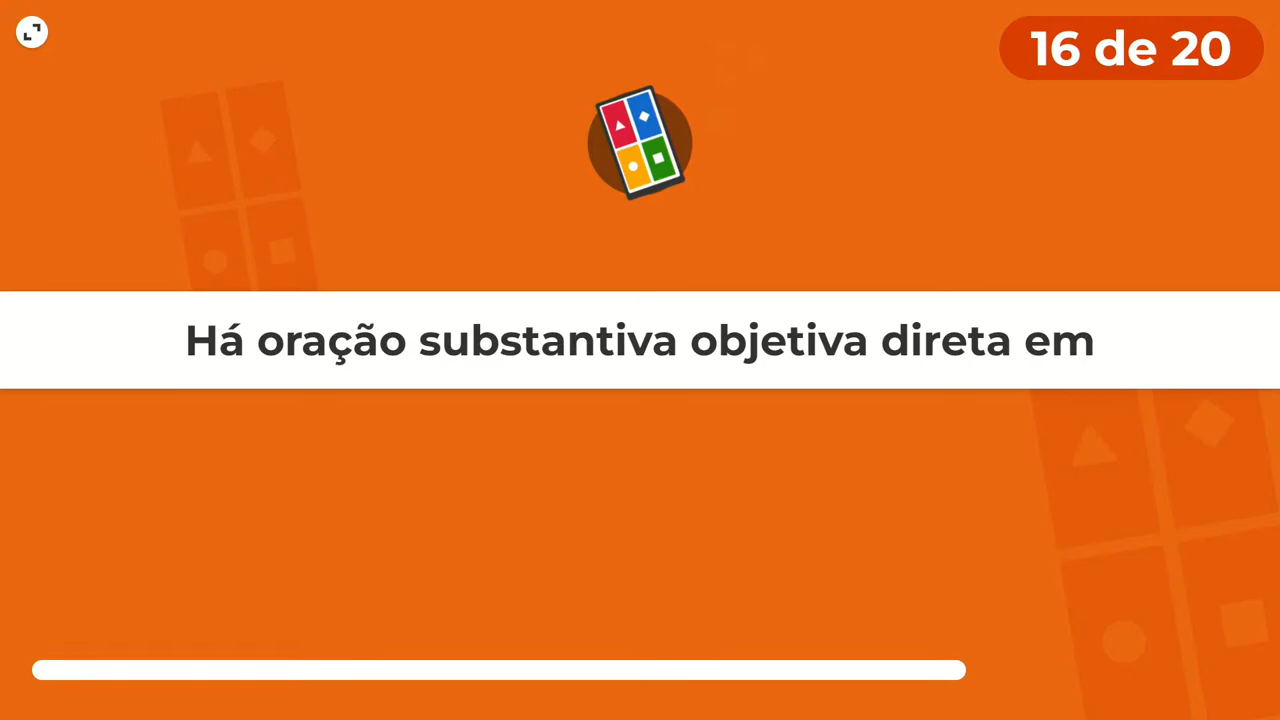 16 de 20
Há oração substantiva objetiva direta em